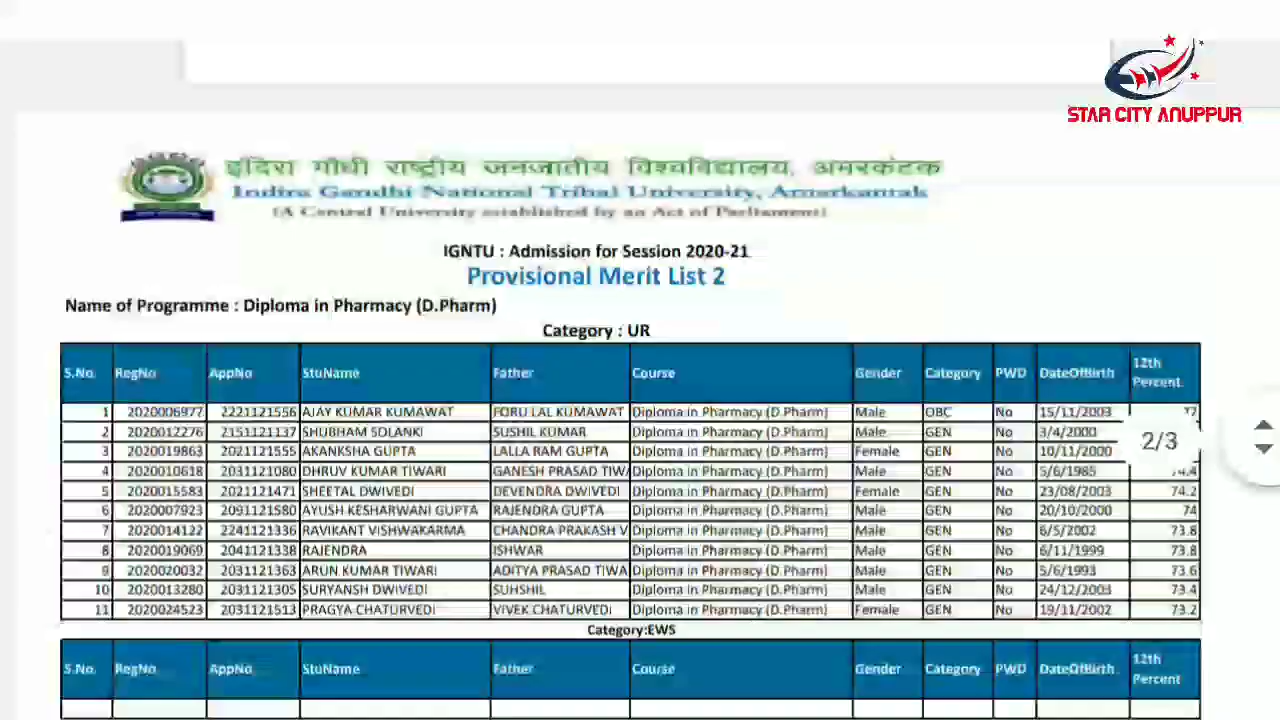 STAR CITY ANUPPUR
इंदिरा गाँधी राष्ट्रीय जनजातीय विश्वविद्यालय, अमरकंटक
Indira Gandhi National Tribal University, Amarkantak
(A Central University established by an Act of Parliament)
IGNTU : Admission for Session 2020-21
Provisional Merit List 2
Name of Programme : Diploma in Pharmacy (D.Pharm)
Category : UR
S.No. RegNo AppNo StuName Father Course Gender Category PWD DateOfBirth 12th Percent
1 2020006977 2221121556 AJAY KUMAR KUMAWAT FORU LAL KUMAWAT Diploma in Pharmacy (D.Pharm) Male OBC No 15/11/2003 77
2 2020012276 2151121137 SHUBHAM SOLANKI SUSHIL KUMAR Diploma in Pharmacy (D.Pharm) Male GEN No 3/4/2000
3 2020019863 2021121555 AKANKSHA GUPTA LALLA RAM GUPTA Diploma in Pharmacy (D.Pharm) Female GEN No 10/11/2000
2/3
4 2020010618 2031121080 DHRUV KUMAR TIWARI GANESH PRASAD TIWA Diploma in Pharmacy (D.Pharm) Male GEN No 5/6/1985 74.4
5 2020015583 2021121471 SHEETAL DWIVEDI DEVENDRA DWIVEDI Diploma in Pharmacy (D.Pharm) Female GEN No 23/08/2003 74.2
6 2020007923 2091121580 AYUSH KESHARWANI GUPTA RAJENDRA GUPTA Diploma in Pharmacy (D.Pharm) Male GEN No 20/10/2000 74
7 2020014122 2241121336 RAVIKANT VISHWAKARMA CHANDRA PRAKASH V Diploma in Pharmacy (D.Pharm) Male GEN No 6/5/2002 73.8
8 2020019069 2041121338 RAJENDRA ISHWAR Diploma in Pharmacy (D.Pharm) Male GEN No 6/11/1999 73.8
9 2020020032 2031121363 ARUN KUMAR TIWARI ADITYA PRASAD TIWA Diploma in Pharmacy (D.Pharm) Male GEN No 5/6/1993 73.6
10 2020013280 2031121305 SURYANSH DWIVEDI SUHSHIL Diploma in Pharmacy (D.Pharm) Male GEN No 24/12/2003 73.4
11 2020024523 2031121513 PRAGYA CHATURVEDI VIVEK CHATURVEDI Diploma in Pharmacy (D.Pharm) Female GEN No 19/11/2002 73.2
Category:EWS
S.No. RegNo AppNo StuName Father Course Gender Category PWD DateOfBirth 12th Percent